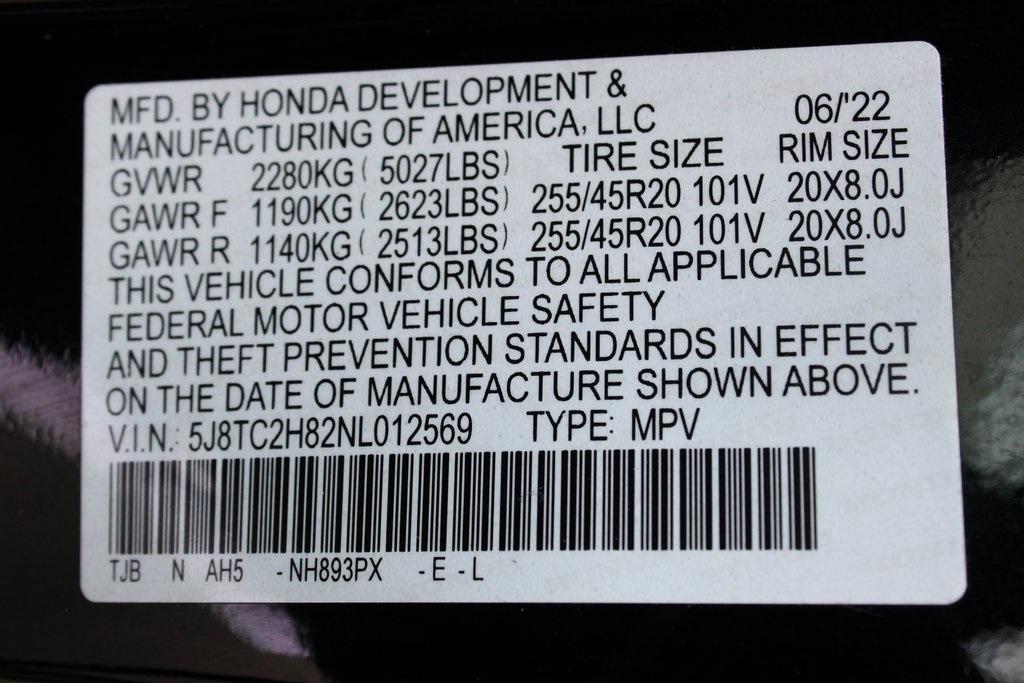 MFD. BY HONDA DEVELOPMENT &
MANUFACTURING OF AMERICA, LLC 06/'22
GVWR 2280KG ( 5027LBS) TIRE SIZE RIM SIZE
GAWR F 1190KG ( 2623LBS) 255/45R20 101V 20X8.0J
GAWR R 1140KG ( 2513LBS) 255/45R20 101V 20X8.0J
THIS VEHICLE CONFORMS TO ALL APPLICABLE
FEDERAL MOTOR VEHICLE SAFETY
AND THEFT PREVENTION STANDARDS IN EFFECT
ON THE DATE OF MANUFACTURE SHOWN ABOVE.
V.I.N.: 5J8TC2H82NL012569 TYPE: MPV
TJB N AH5 -NH893PX -E -L